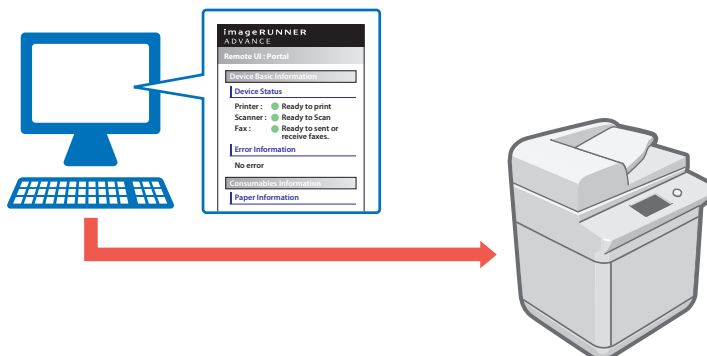 imageRUNNER
ADVANCE
Remote UI : Portal
Device Basic Information
Device Status
Printer : Ready to print
Scanner : Ready to Scan
Fax : Ready to sent or
receive faxes.
Error Information
No error
Consumables Information
Paper Information